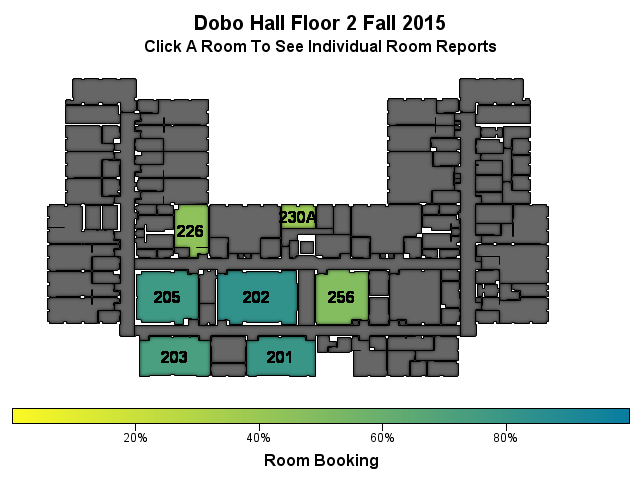 Dobo Hall Floor 2 Fall 2015
Click A Room To See Individual Room Reports
230A
226
205
202
256
203
201
20%
40%
60%
80%
Room Booking